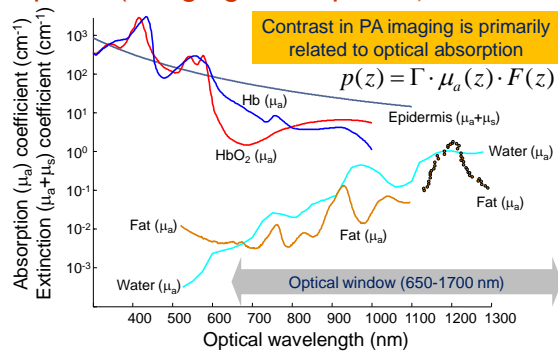 Contrast in PA imaging is primarily
related to optical absorption
p(z) = Γ · μₐ(z) · F(z)
Absorption (μₐ) coefficient (cm⁻¹)
Extinction (μₐ+μₛ) coefficient (cm⁻¹)
10³
10²
10¹
10⁰
10⁻¹
10⁻²
10⁻³
Hb (μₐ)
Epidermis (μₐ+μₛ)
HbO₂ (μₐ)
Water (μₐ)
Fat (μₐ)
Fat (μₐ)
Fat (μₐ)
Water (μₐ)
Optical window (650-1700 nm)
400 500 600 700 800 900 1000 1100 1200 1300
Optical wavelength (nm)